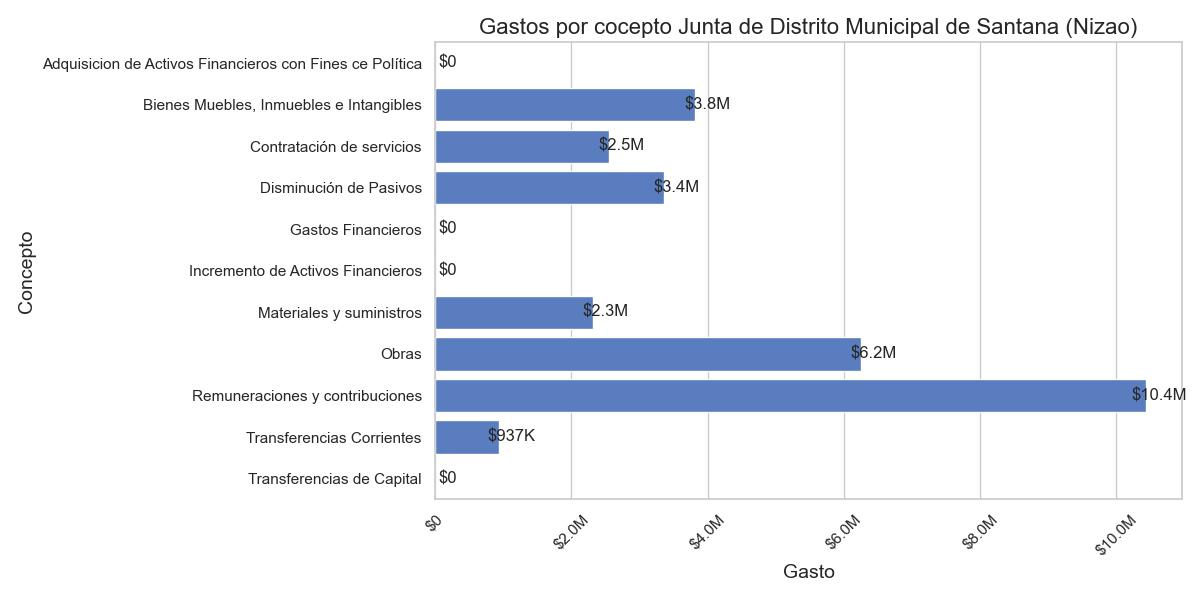 Gastos por cocepto Junta de Distrito Municipal de Santana (Nizao)
Concepto
Adquisicion de Activos Financieros con Fines ce Política $0
Bienes Muebles, Inmuebles e Intangibles $3.8M
Contratación de servicios $2.5M
Disminución de Pasivos $3.4M
Gastos Financieros $0
Incremento de Activos Financieros $0
Materiales y suministros $2.3M
Obras $6.2M
Remuneraciones y contribuciones $10.4M
Transferencias Corrientes $937K
Transferencias de Capital $0
$0 $2.0M $4.0M $6.0M $8.0M $10.0M
Gasto